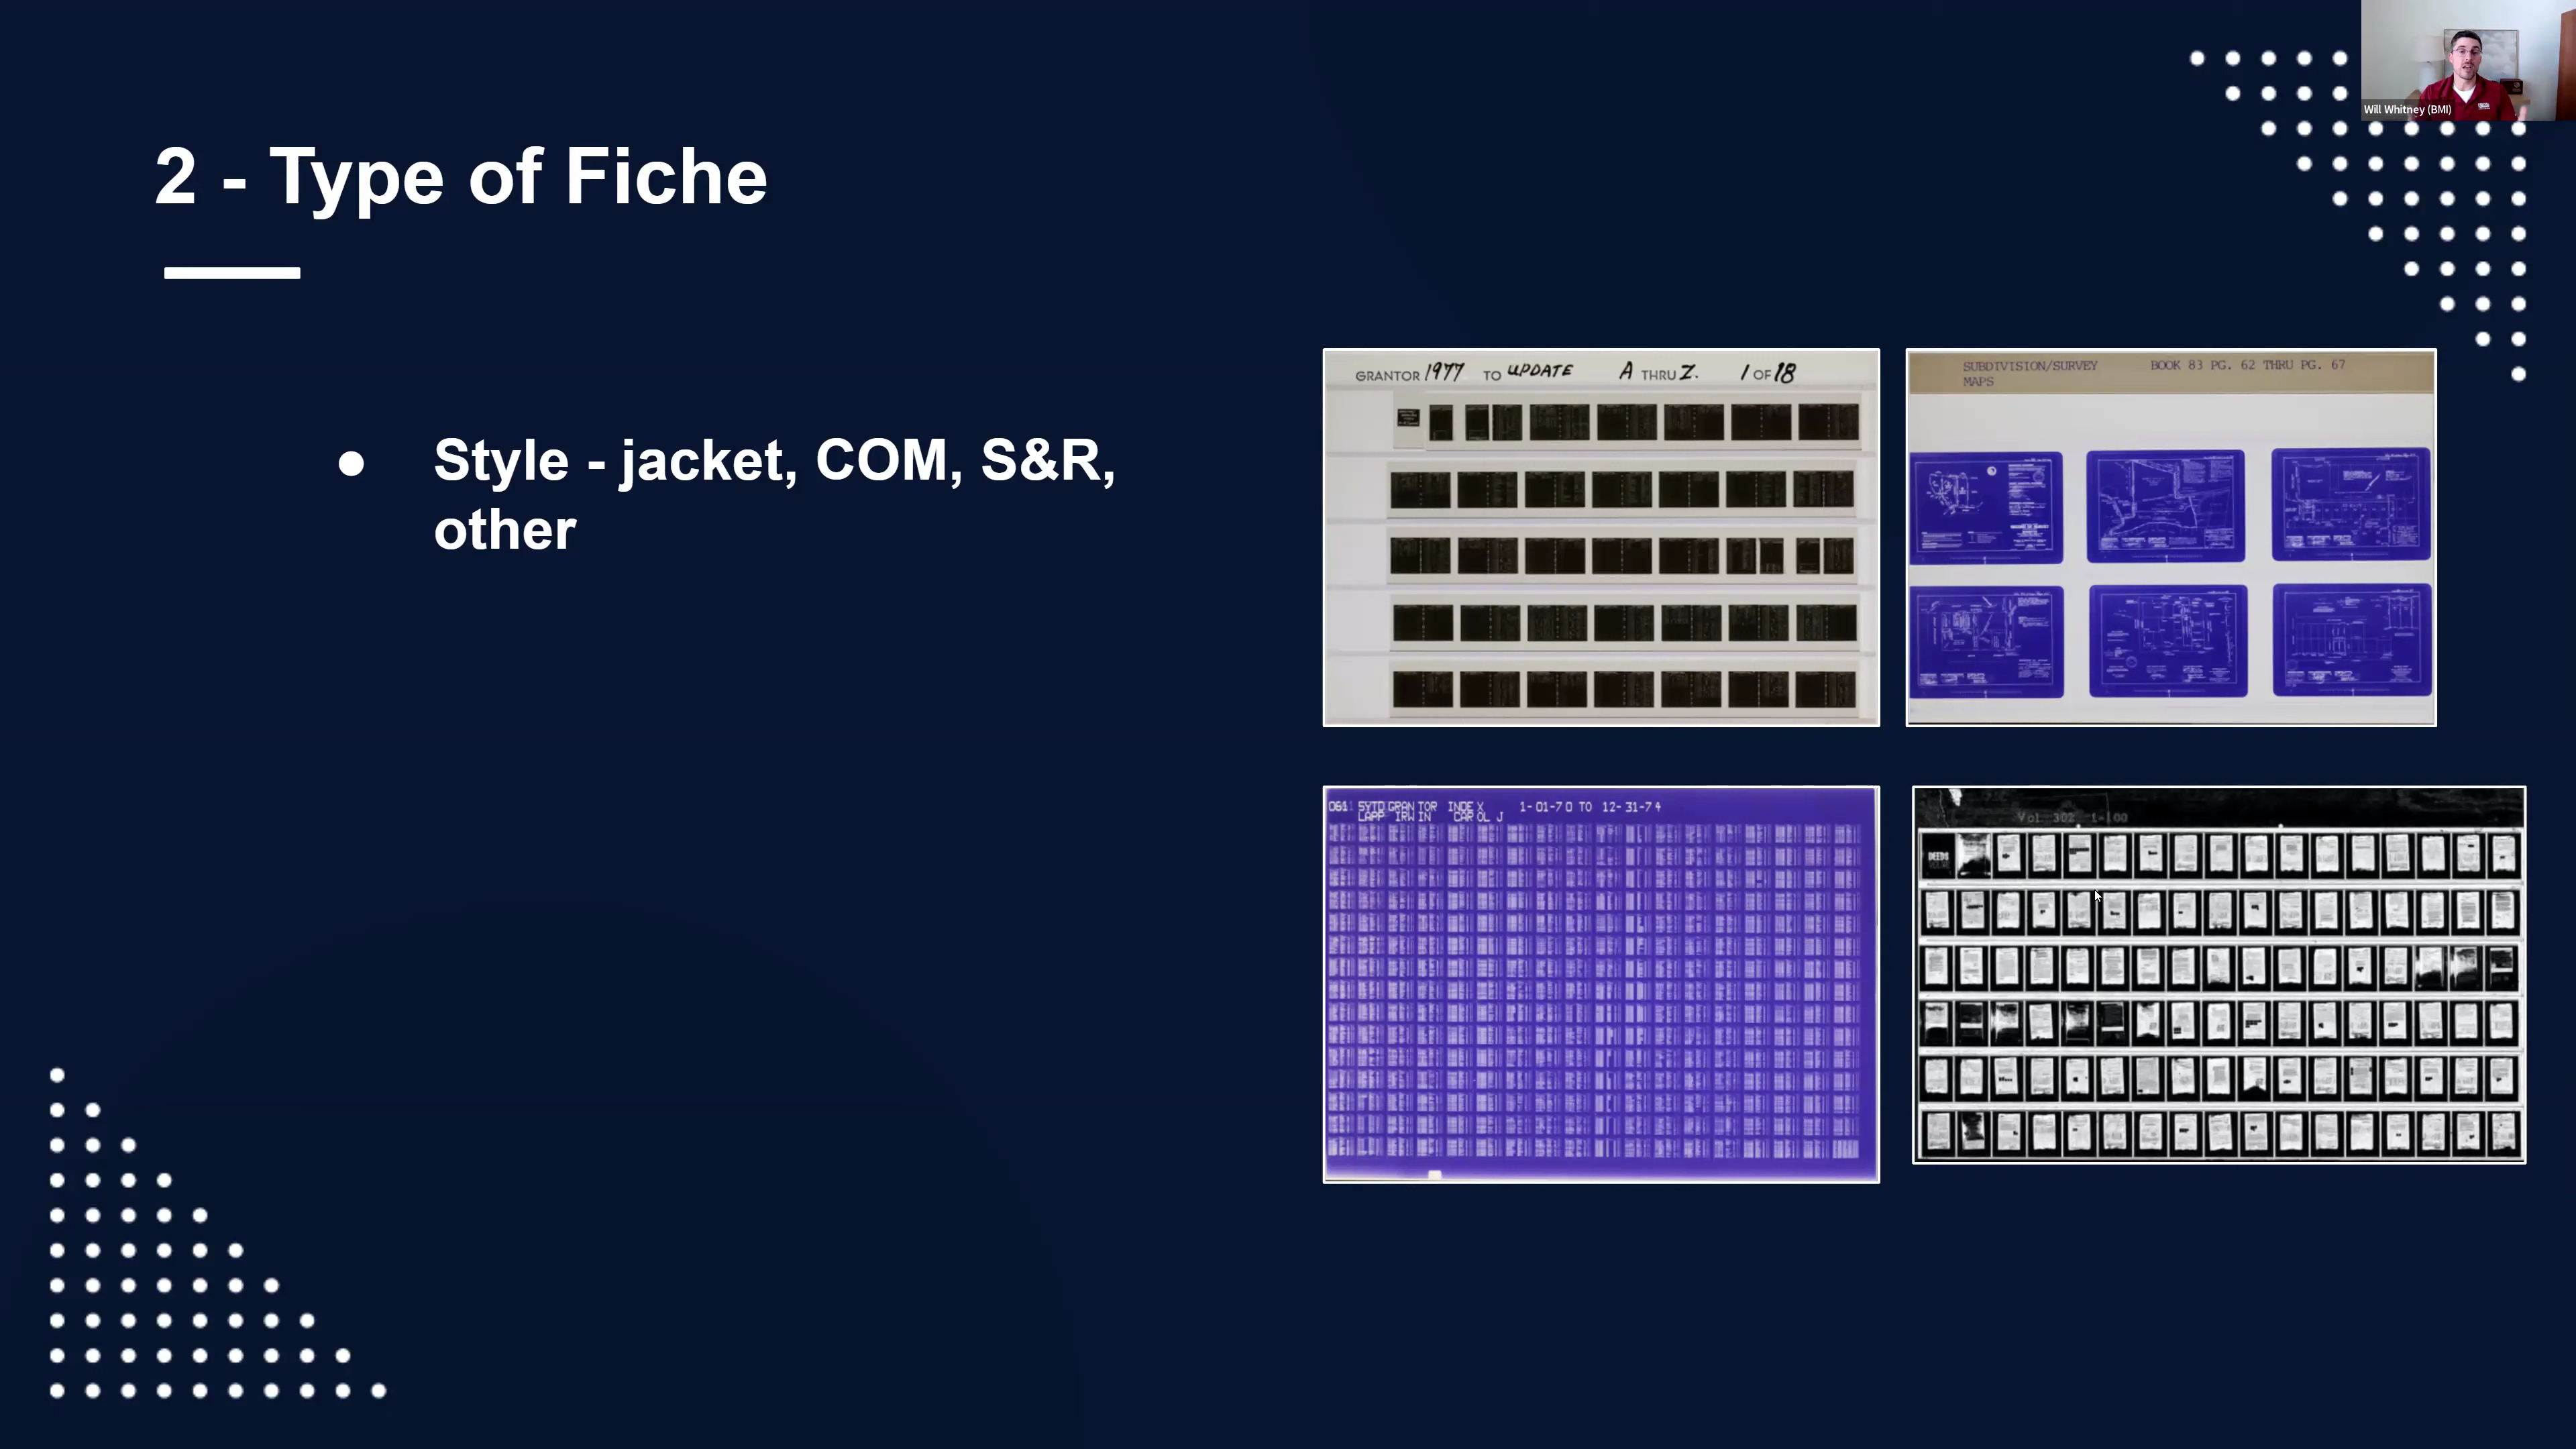 Will Whitney (BMI)
2 - Type of Fiche
● Style - jacket, COM, S&R,
other
GRANTOR 1977 TO UPDATE A THRU Z. 1 OF 18
SUBDIVISION/SURVEY BOOK 83 PG. 62 THRU PG. 67
MAPS
061 SYTD GRANTOR INDEX 1-01-70 TO 12-31-74
LAPP IRWIN CAROL J
Vol 302 1-100
DEEDS